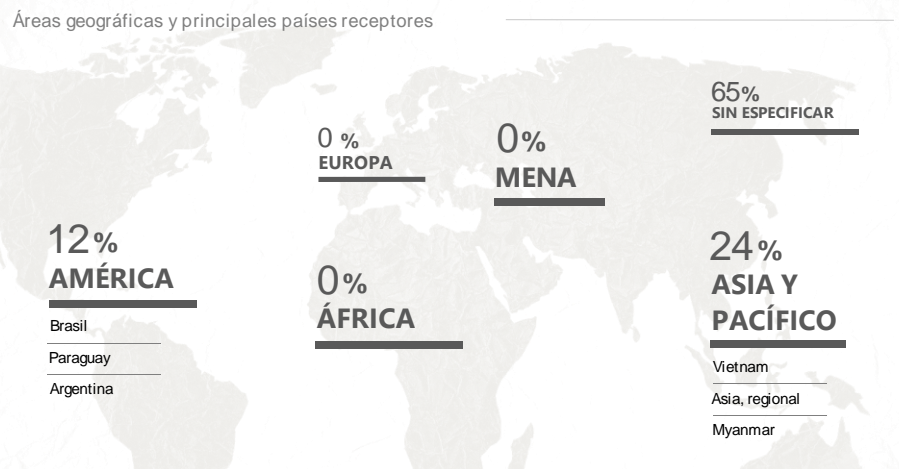 Áreas geográficas y principales países receptores
65%
SIN ESPECIFICAR
0 %
EUROPA
0%
MENA
12%
AMÉRICA
Brasil
Paraguay
Argentina
0%
ÁFRICA
24%
ASIA Y
PACÍFICO
Vietnam
Asia, regional
Myanmar